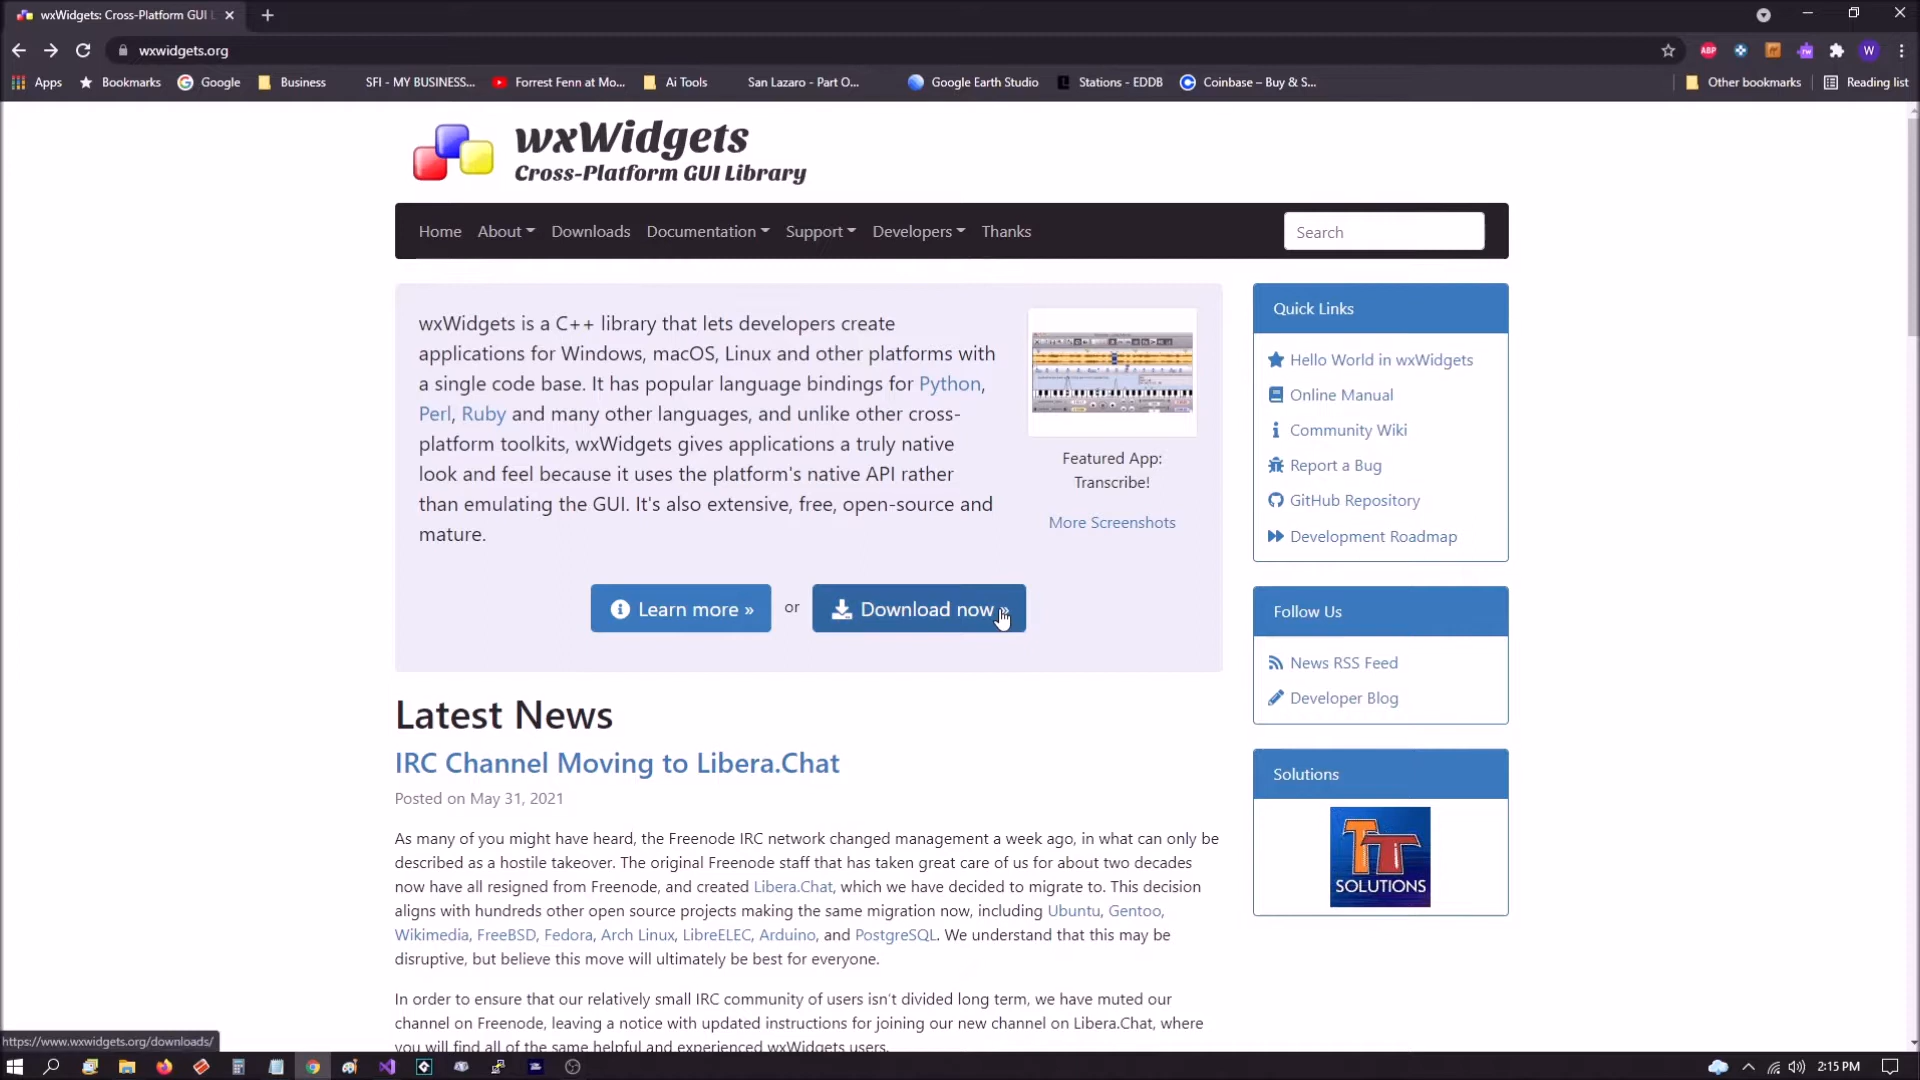 wxWidgets: Cross-Platform GUI L
wxwidgets.org
W
Apps
Bookmarks
Google
Business
SFI - MY BUSINESS...
Forrest Fenn at Mo...
Ai Tools
San Lazaro - Part O...
Google Earth Studio
Stations - EDDB
Coinbase – Buy & S...
Other bookmarks
Reading list
ABP
wxWidgets
Cross-Platform GUI Library
Home
About
Downloads
Documentation
Support
Developers
Thanks
Search
wxWidgets is a C++ library that lets developers create
applications for Windows, macOS, Linux and other platforms with
a single code base. It has popular language bindings for Python,
Perl, Ruby and many other languages, and unlike other cross-
platform toolkits, wxWidgets gives applications a truly native
look and feel because it uses the platform's native API rather
than emulating the GUI. It's also extensive, free, open-source and
mature.
Featured App:
Transcribe!
More Screenshots
Learn more »
or
Download now »
Quick Links
Hello World in wxWidgets
Online Manual
Community Wiki
Report a Bug
GitHub Repository
Development Roadmap
Follow Us
News RSS Feed
Developer Blog
Solutions
TT
SOLUTIONS
Latest News
IRC Channel Moving to Libera.Chat
Posted on May 31, 2021
As many of you might have heard, the Freenode IRC network changed management a week ago, in what can only be
described as a hostile takeover. The original Freenode staff that has taken great care of us for about two decades
now have all resigned from Freenode, and created Libera.Chat, which we have decided to migrate to. This decision
aligns with hundreds other open source projects making the same migration now, including Ubuntu, Gentoo,
Wikimedia, FreeBSD, Fedora, Arch Linux, LibreELEC, Arduino, and PostgreSQL. We understand that this may be
disruptive, but believe this move will ultimately be best for everyone.
In order to ensure that our relatively small IRC community of users isn't divided long term, we have muted our
channel on Freenode, leaving a notice with updated instructions for joining our new channel on Libera.Chat, where
you will find all of the same helpful and experienced wxWidgets users.
https://www.wxwidgets.org/downloads/
2:15 PM